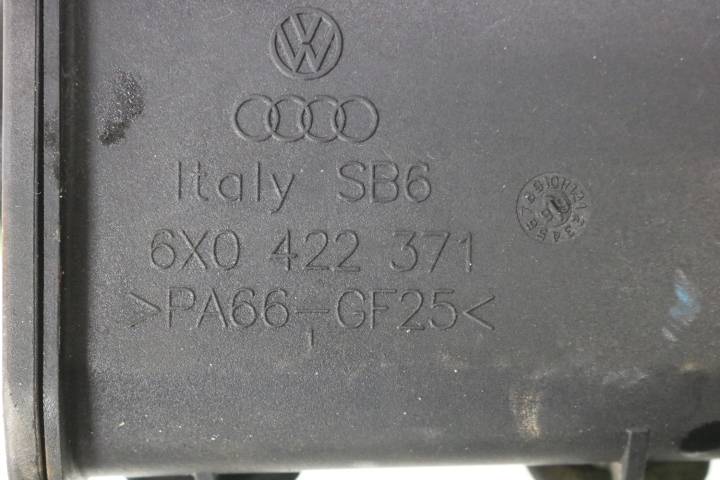 Italy SB6
6X0 422 371
>PA66-GF25<